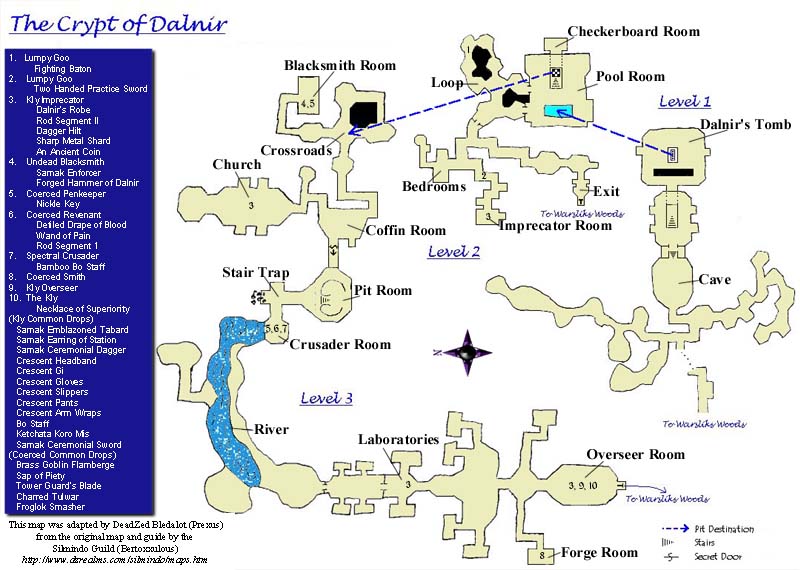 The Crypt of Dalnir
1. Lumpy Goo
Fighting Baton
2. Lumpy Goo
Two Handed Practice Sword
3. Kly Imprecator
Dalnir's Robe
Rod Segment II
Dagger Hilt
Sharp Metal Shard
An Ancient Coin
4. Undead Blacksmith
Sarnak Enforcer
Forged Hammer of Dalnir
5. Coerced Penkeeper
Nickle Key
6. Coerced Revenant
Defiled Drape of Blood
Wand of Pain
Rod Segment 1
7. Spectral Crusader
Bamboo Bo Staff
8. Coerced Smith
9. Kly Overseer
10. The Kly
Necklace of Superiority
(Kly Common Drops)
Sarnak Emblazoned Tabard
Sarnak Earring of Station
Sarnak Ceremonial Dagger
Crescent Headband
Crescent Gi
Crescent Gloves
Crescent Slippers
Crescent Pants
Crescent Arm Wraps
Bo Staff
Ketchata Koro Mis
Sarnak Ceremonial Sword
(Coerced Common Drops)
Brass Goblin Flamberge
Sap of Piety
Tower Guard's Blade
Charred Tulwar
Froglok Smasher
This map was adapted by DeadZed Bledalot (Prexus)
from the original map and guide by the
Silmindo Guild (Bertoxxulous)
http://www.dtrealms.com/silmindo/maps.htm
Checkerboard Room
Blacksmith Room
1
Loop
Pool Room
4,5
Level 1
Dalnir's Tomb
Crossroads
Church
3
Bedrooms
2
3
Exit
To Warsliks Woods
Imprecator Room
Coffin Room
Level 2
Stair Trap
Pit Room
Cave
5,6,7
Crusader Room
N
Level 3
To Warsliks Woods
River
Laboratories
3
Overseer Room
3, 9, 10
To Warsliks Woods
8
Forge Room
Pit Destination
Stairs
S Secret Door